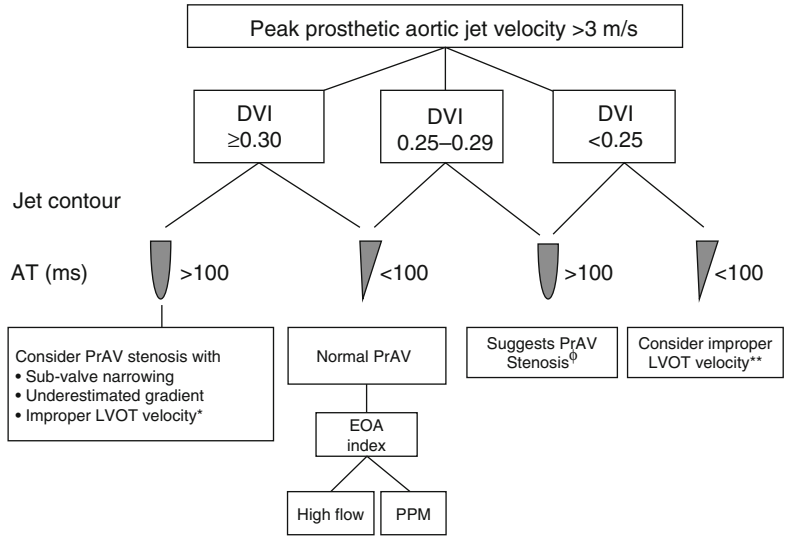 Peak prosthetic aortic jet velocity >3 m/s
DVI
≥0.30
DVI
0.25–0.29
DVI
<0.25
Jet contour
AT (ms)
>100
<100
>100
<100
Consider PrAV stenosis with
• Sub-valve narrowing
• Underestimated gradient
• Improper LVOT velocity*
Normal PrAV
Suggests PrAV
Stenosisᶲ
Consider improper
LVOT velocity**
EOA
index
High flow
PPM